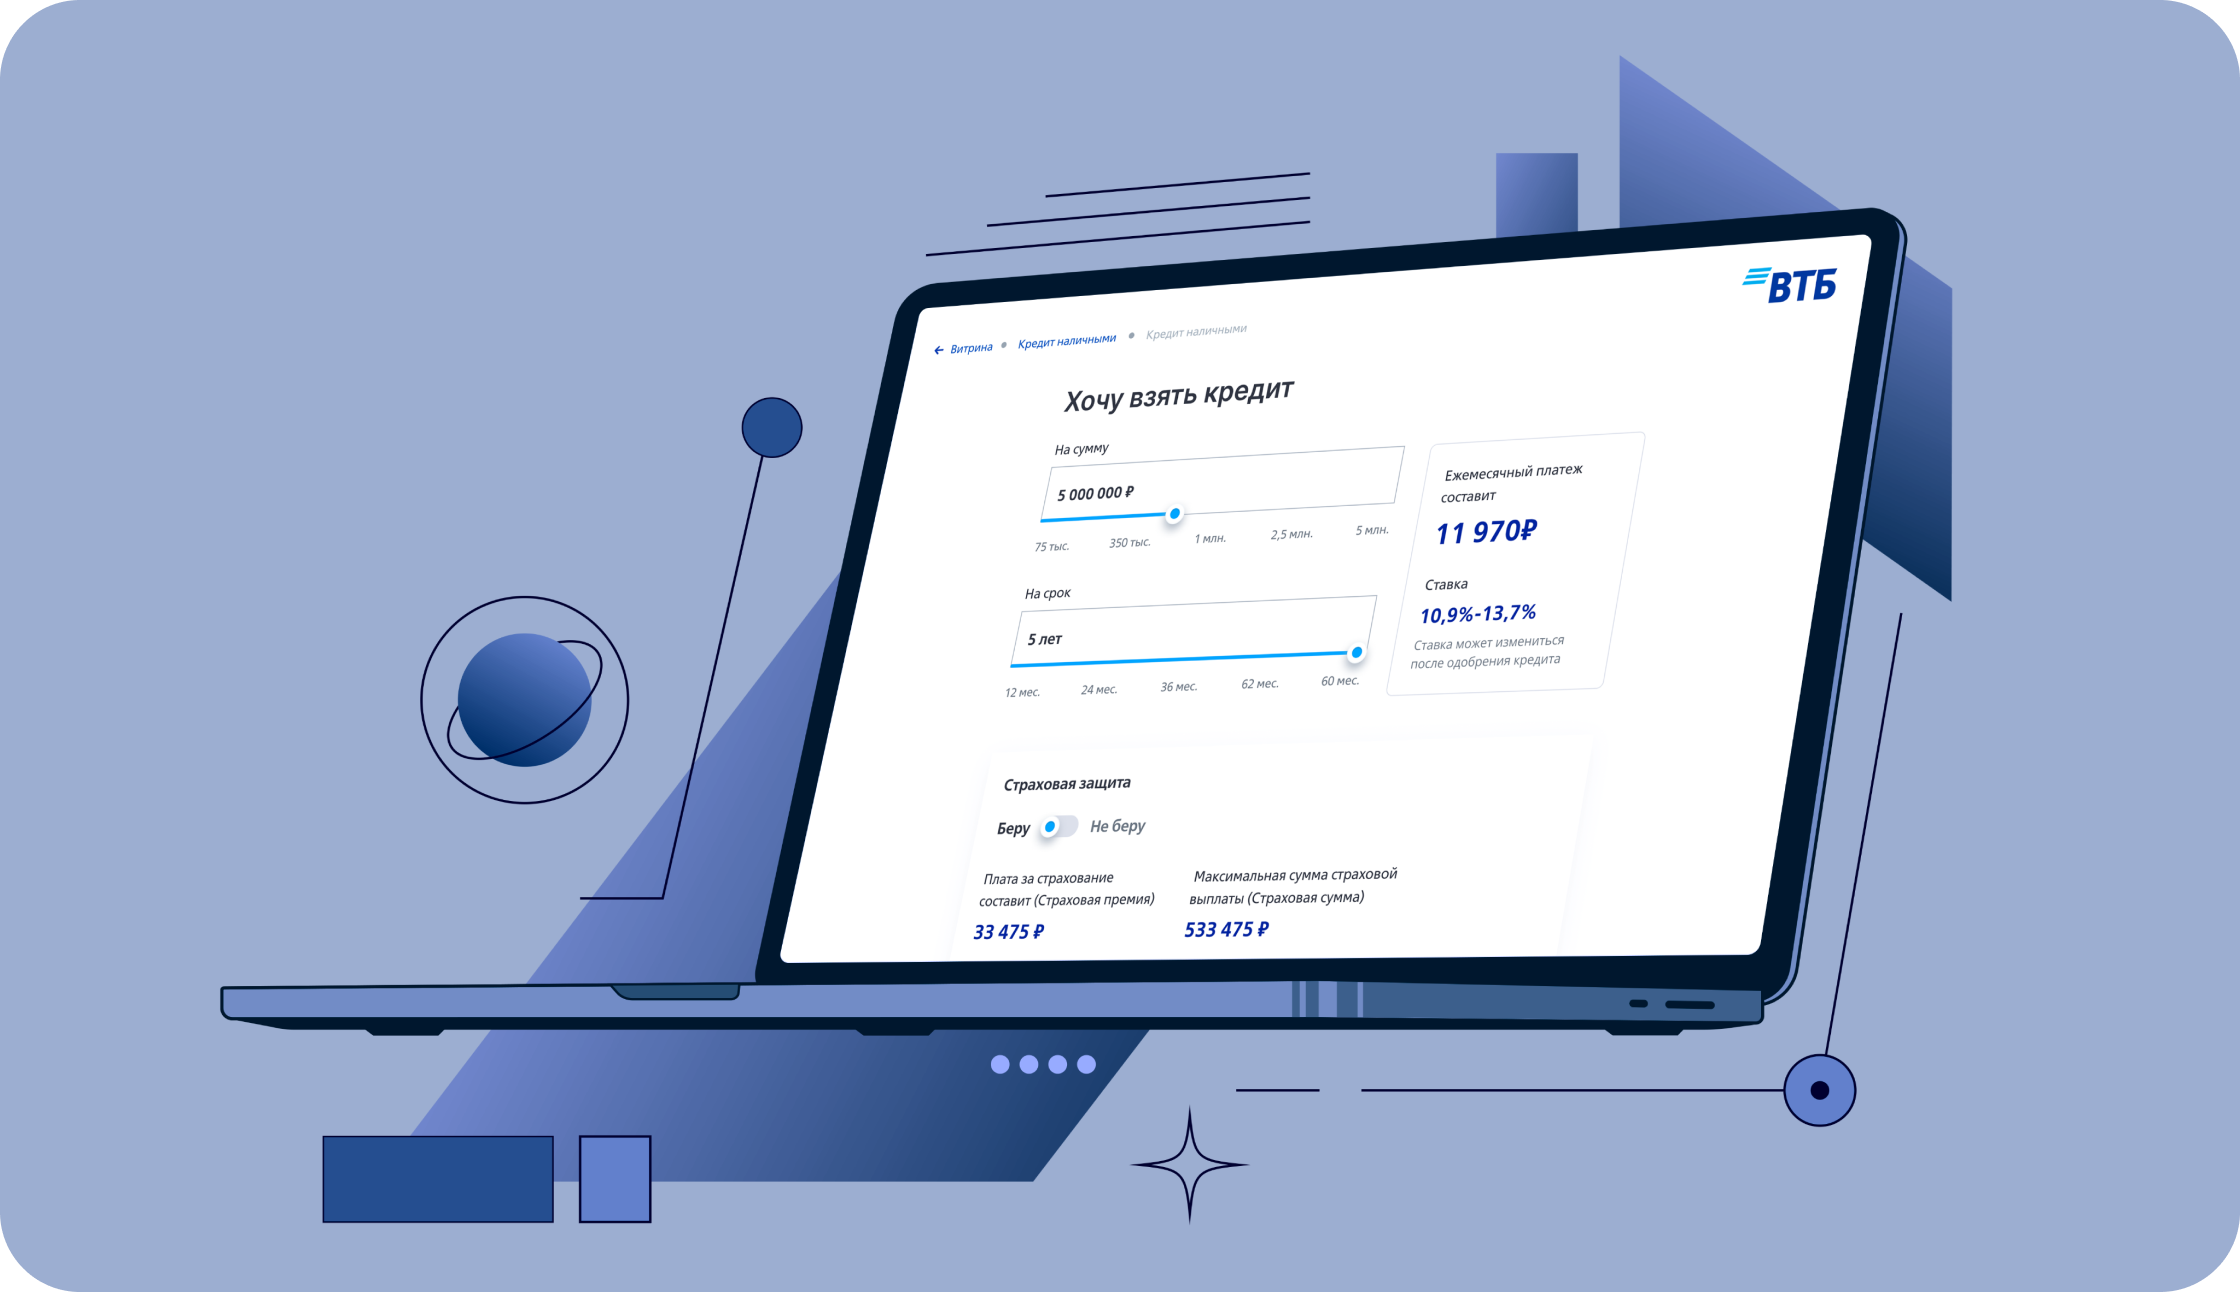 ВТБ
Витрина • Кредит наличными • Кредит наличными
Хочу взять кредит
На сумму
5 000 000 ₽
75 тыс. 350 тыс. 1 млн. 2,5 млн. 5 млн.
На срок
5 лет
12 мес. 24 мес. 36 мес. 62 мес. 60 мес.
Ежемесячный платеж
составит
11 970₽
Ставка
10,9%-13,7%
Ставка может измениться
после одобрения кредита
Страховая защита
Беру Не беру
Плата за страхование
составит (Страховая премия)
33 475 ₽
Максимальная сумма страховой
выплаты (Страховая сумма)
533 475 ₽